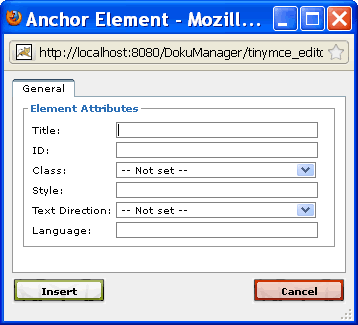 Anchor Element - Mozill...
http://localhost:8080/DokuManager/tinymce_edito
General
Element Attributes
Title:
ID:
Class: -- Not set --
Style:
Text Direction: -- Not set --
Language:
Insert Cancel